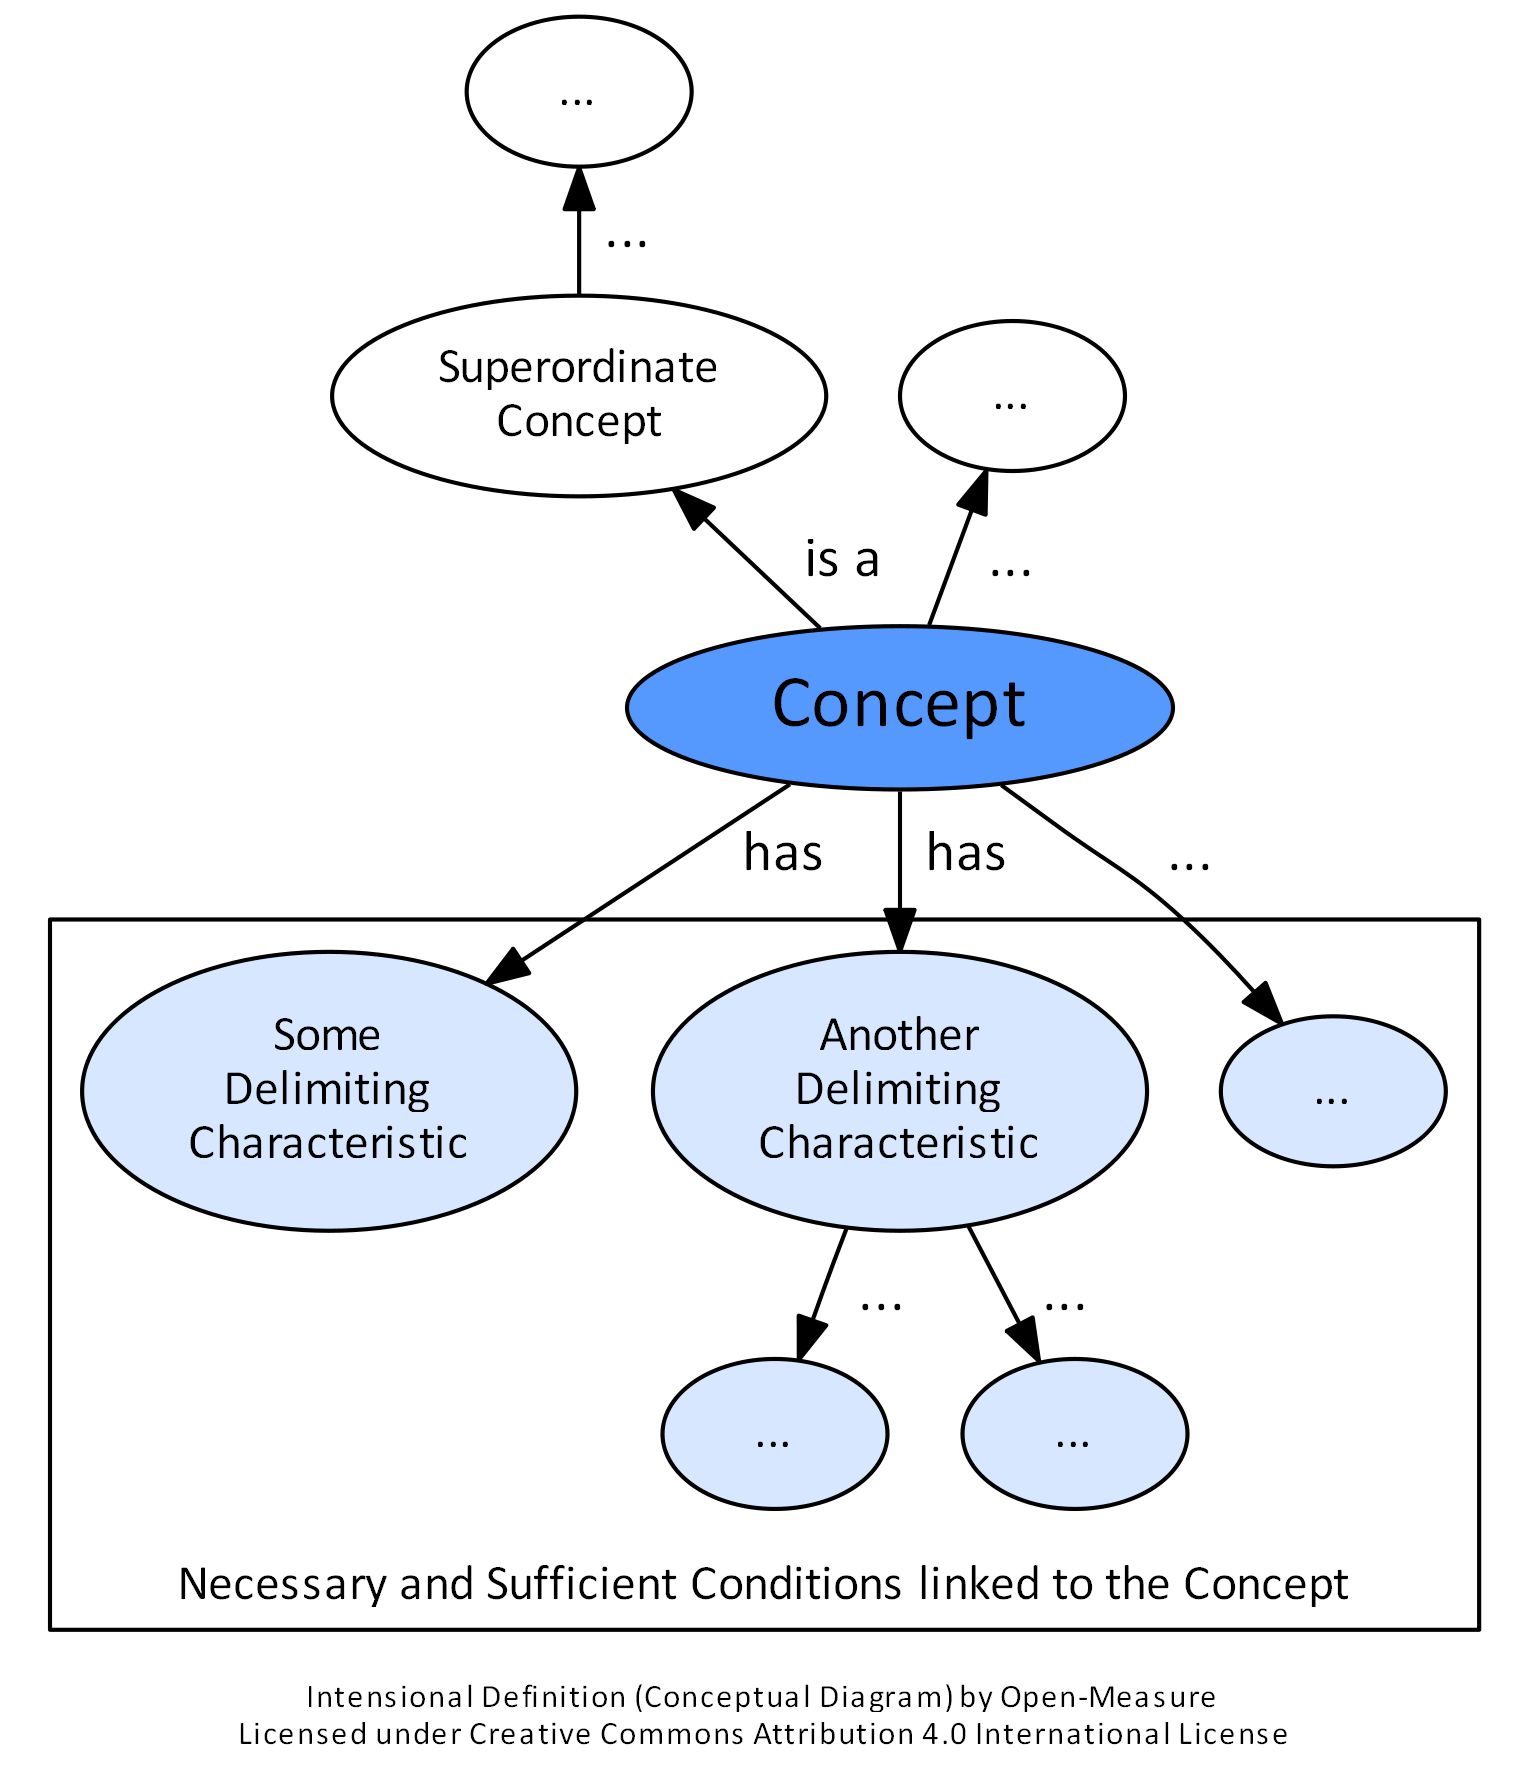 ...
...
Superordinate
Concept
...
is a
...
Concept
has
has
...
Some
Delimiting
Characteristic
Another
Delimiting
Characteristic
...
...
...
...
...
Necessary and Sufficient Conditions linked to the Concept
Intensional Definition (Conceptual Diagram) by Open-Measure
Licensed under Creative Commons Attribution 4.0 International License